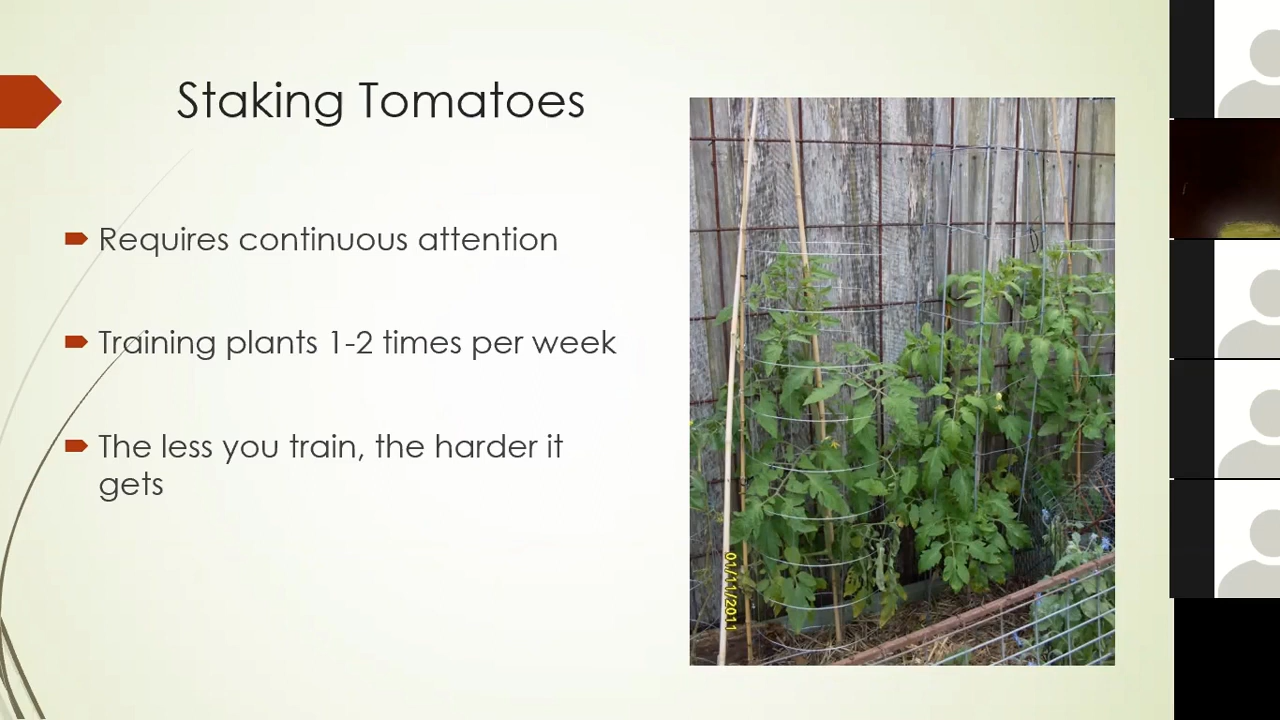 Staking Tomatoes
Requires continuous attention
Training plants 1-2 times per week
The less you train, the harder it
gets
01/11/2011